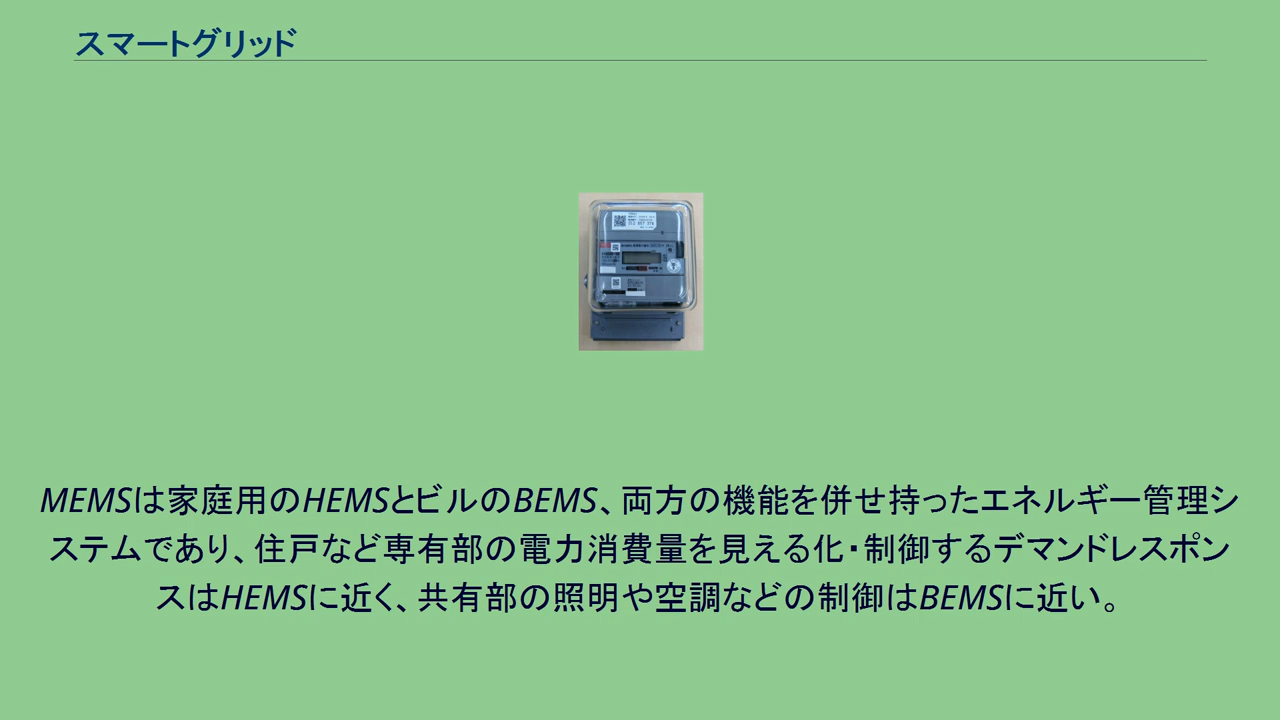 スマートグリッド
MEMSは家庭用のHEMSとビルのBEMS、両方の機能を併せ持ったエネルギー管理シ
ステムであり、住戸など専有部の電力消費量を見える化・制御するデマンドレスポン
スはHEMSに近く、共有部の照明や空調などの制御はBEMSに近い。